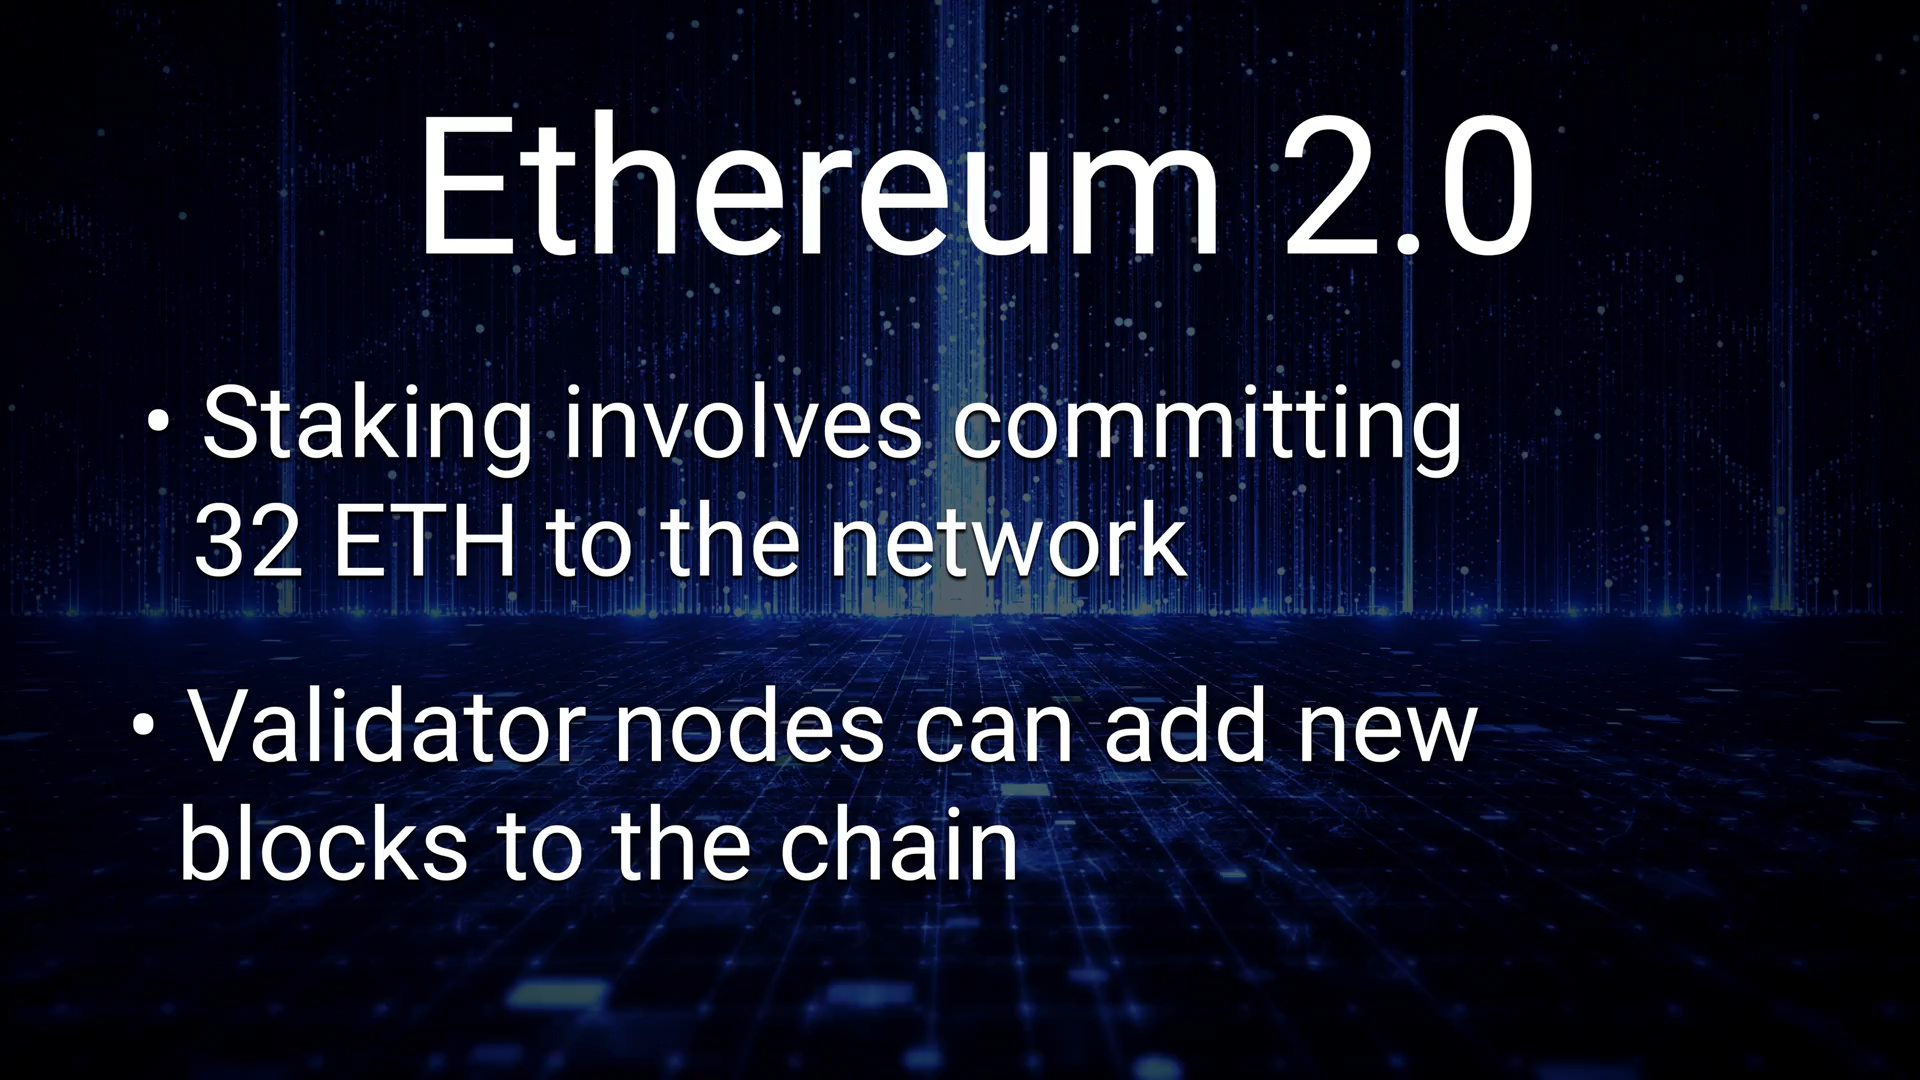 Ethereum 2.0
• Staking involves committing
32 ETH to the network
• Validator nodes can add new
blocks to the chain